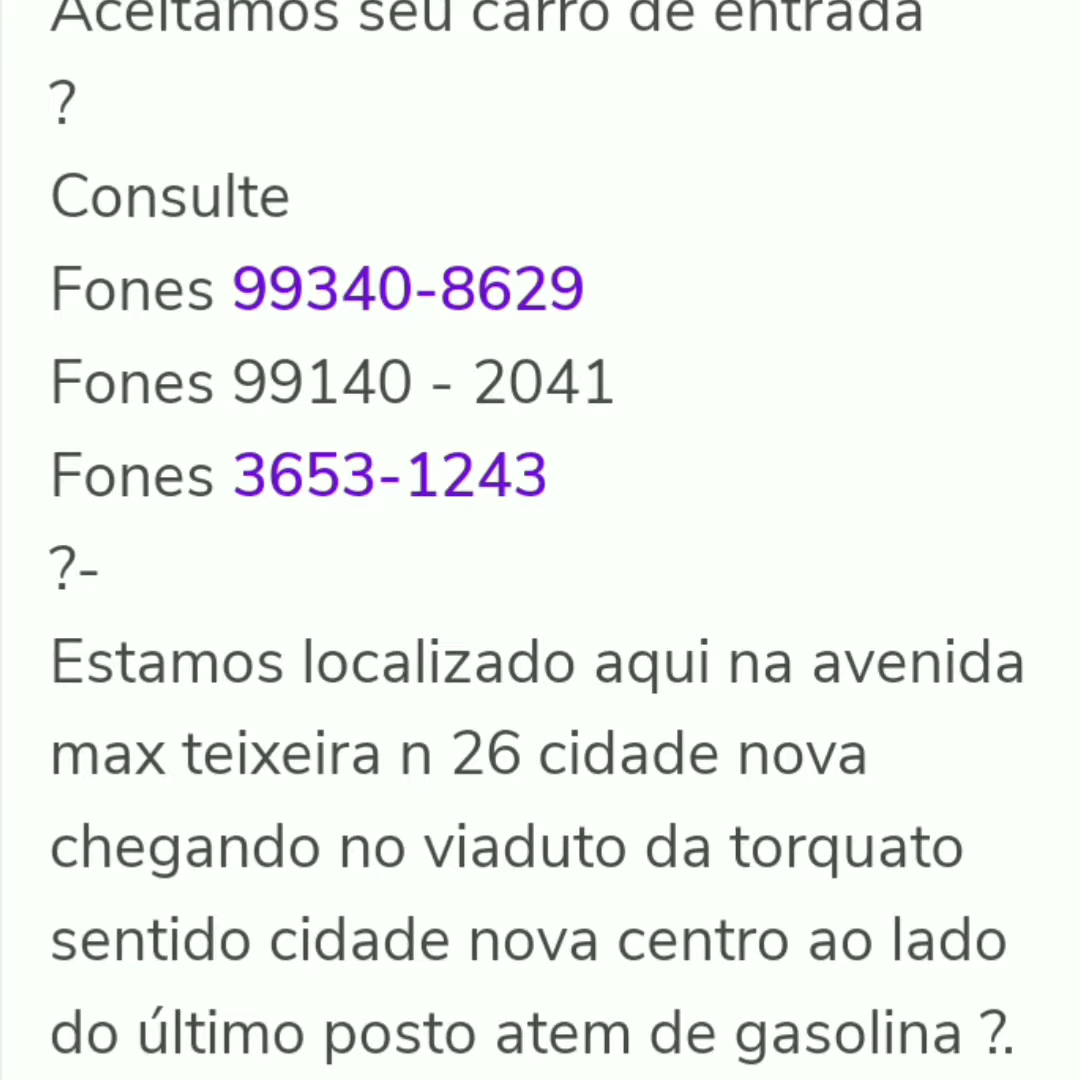 Aceitamos seu carro de entrada
?
Consulte
Fones 99340-8629
Fones 99140 - 2041
Fones 3653-1243
?-
Estamos localizado aqui na avenida
max teixeira n 26 cidade nova
chegando no viaduto da torquato
sentido cidade nova centro ao lado
do último posto atem de gasolina ?.